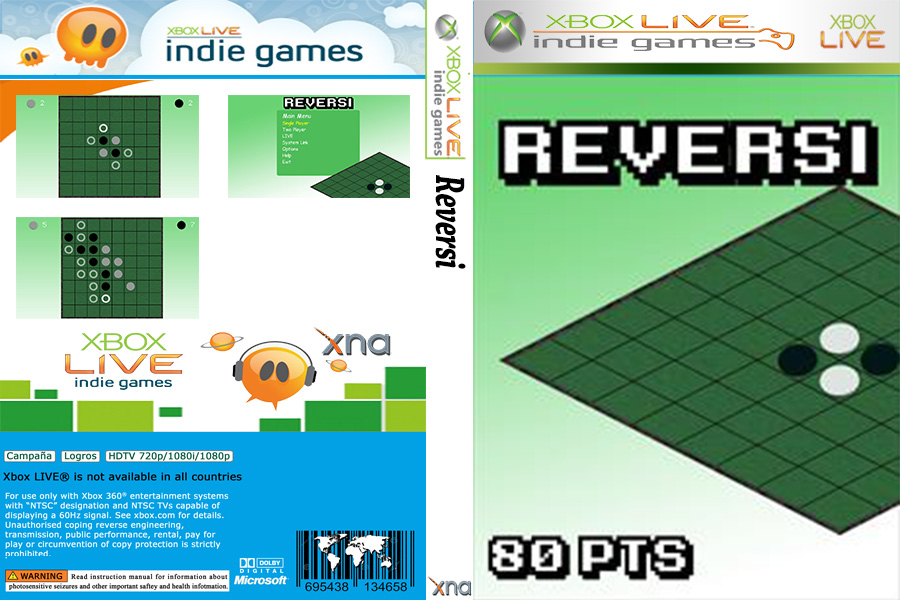 XBOX LIVE
indie games
2
2
REVERSI
Main Menu
Single Player
Two Player
LIVE
System Link
Options
Help
Exit
5
7
XBOX
LIVE
indie games
xna
Campaña
Logros
HDTV 720p/1080i/1080p
Xbox LIVE® is not available in all countries
For use only with Xbox 360® entertainment systems
with “NTSC” designation and NTSC TVs capable of
displaying a 60Hz signal. See xbox.com for details.
Unauthorised coping reverse engineering,
transmission, public performance, rental, pay for
play or circumvention of copy protection is strictly
prohibited.
WARNING Read instruction manual for information about
photosensitive seizures and other important saftey and health infotmation.
DOLBY
DIGITAL
Microsoft
695438 134658
XBOX LIVE
indie games
Reversi
xna
XBOX LIVE
indie games
XBOX
LIVE
REVERSI
80 PTS